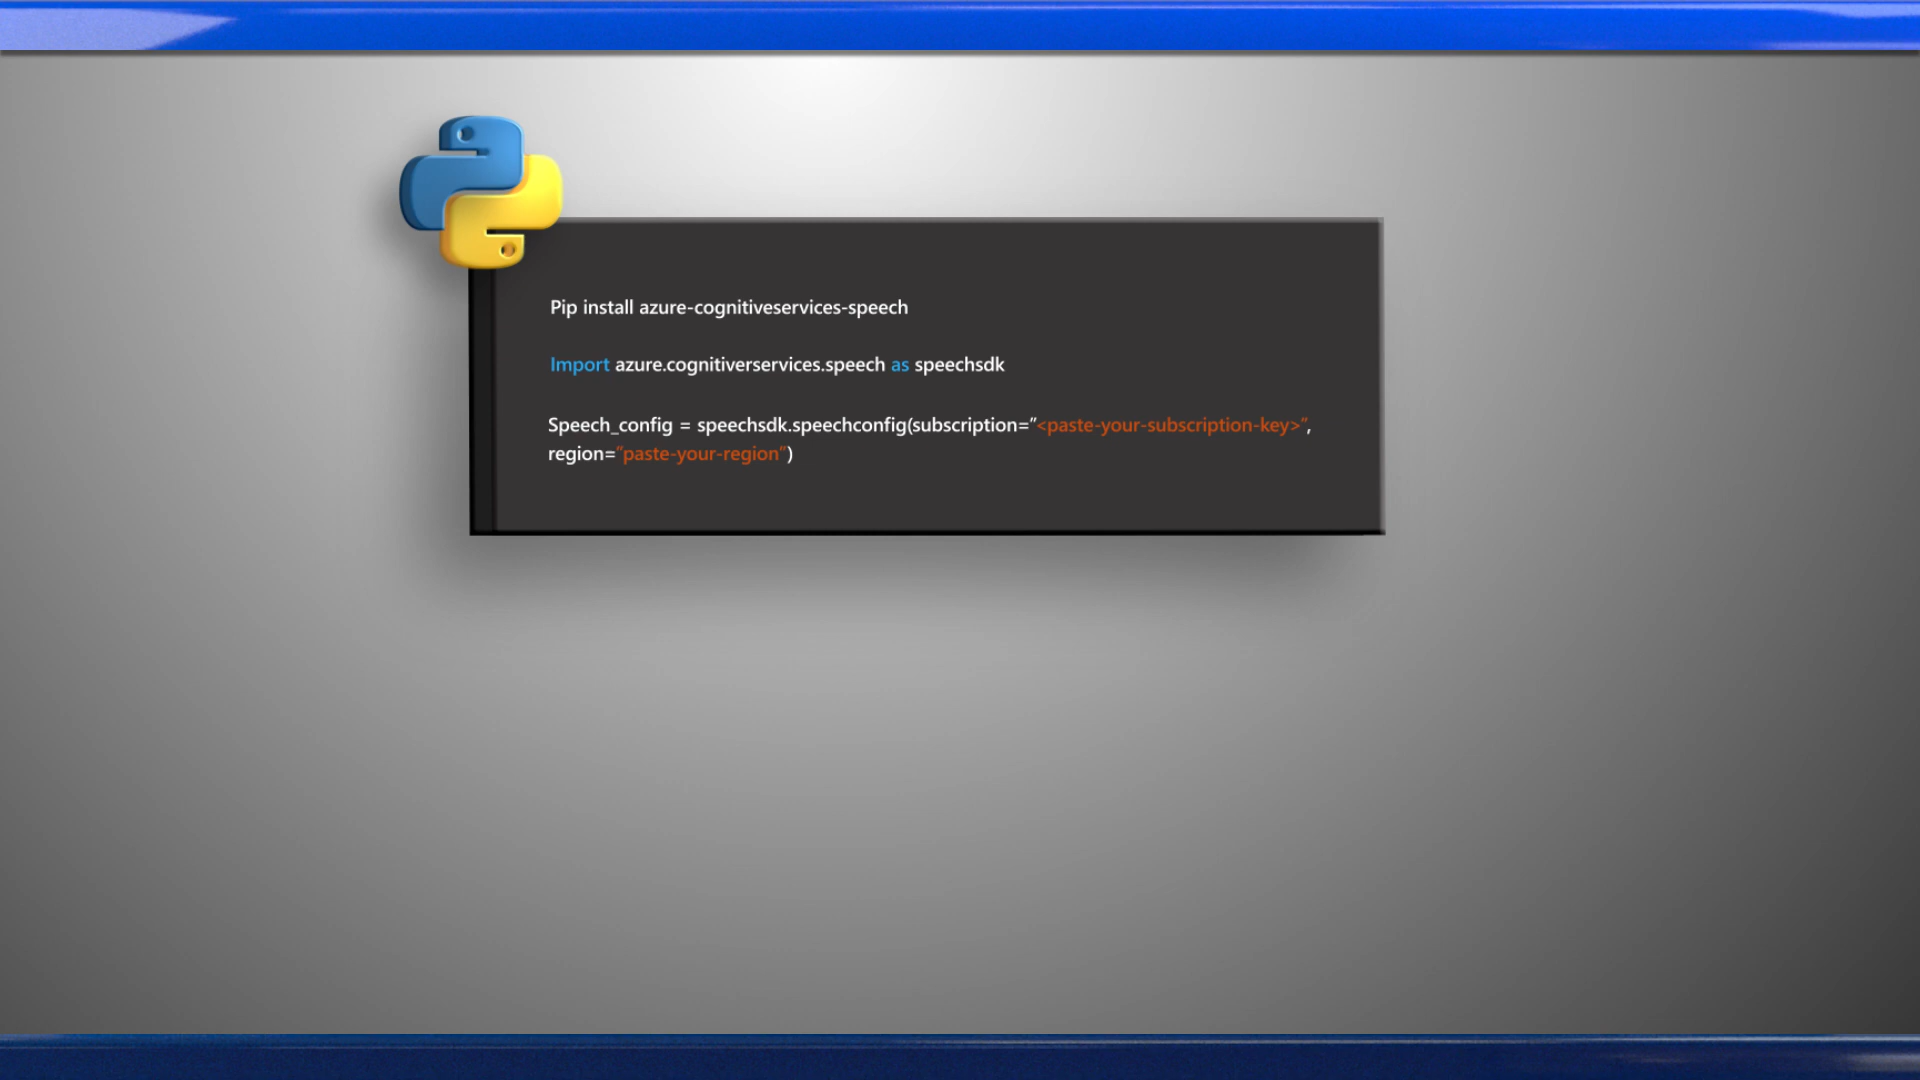 Pip install azure-cognitiveservices-speech
Import azure.cognitiverservices.speech as speechsdk
Speech_config = speechsdk.speechconfig(subscription=”<paste-your-subscription-key>”,
region=”paste-your-region”)